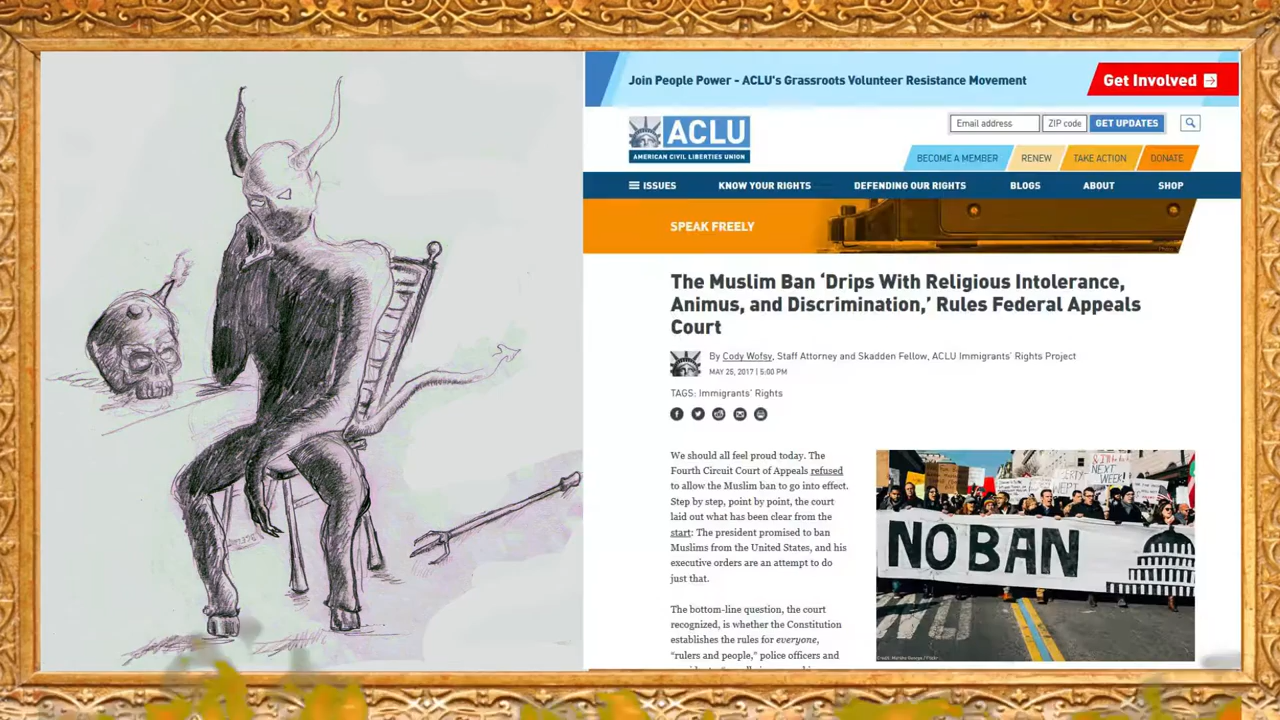 Join People Power - ACLU's Grassroots Volunteer Resistance Movement
Get Involved
ACLU
AMERICAN CIVIL LIBERTIES UNION
Email address
ZIP code
GET UPDATES
BECOME A MEMBER
RENEW
TAKE ACTION
DONATE
ISSUES
KNOW YOUR RIGHTS
DEFENDING OUR RIGHTS
BLOGS
ABOUT
SHOP
SPEAK FREELY
The Muslim Ban ‘Drips With Religious Intolerance,
Animus, and Discrimination,’ Rules Federal Appeals
Court
By Cody Wofsy, Staff Attorney and Skadden Fellow, ACLU Immigrants’ Rights Project
MAY 25, 2017 | 5:00 PM
TAGS: Immigrants’ Rights
We should all feel proud today. The
Fourth Circuit Court of Appeals refused
to allow the Muslim ban to go into effect.
Step by step, point by point, the court
laid out what has been clear from the
start: The president promised to ban
Muslims from the United States, and his
executive orders are an attempt to do
just that.
The bottom-line question, the court
recognized, is whether the Constitution
establishes the rules for everyone,
“rulers and people,” police officers and
NEXT
WEEK!
NO BAN